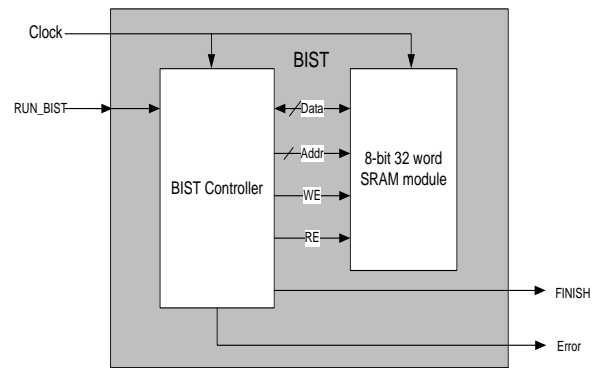 Clock
BIST
RUN_BIST
Data
Addr
8-bit 32 word
SRAM module
BIST Controller
WE
RE
FINISH
Error